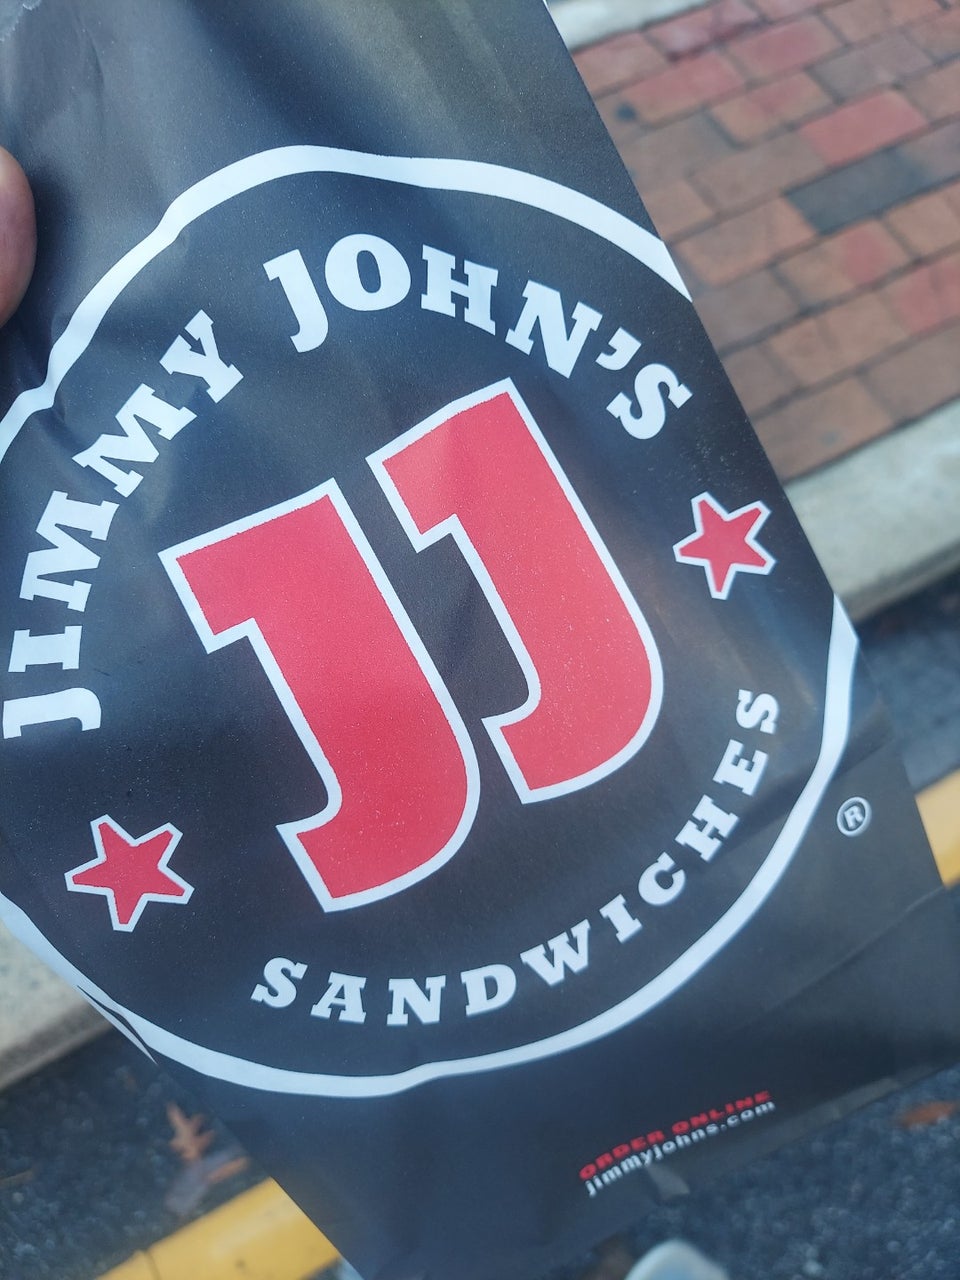 JIMMY JOHN'S
JJ
SANDWICHES
®
ORDER ONLINE
jimmyjohns.com